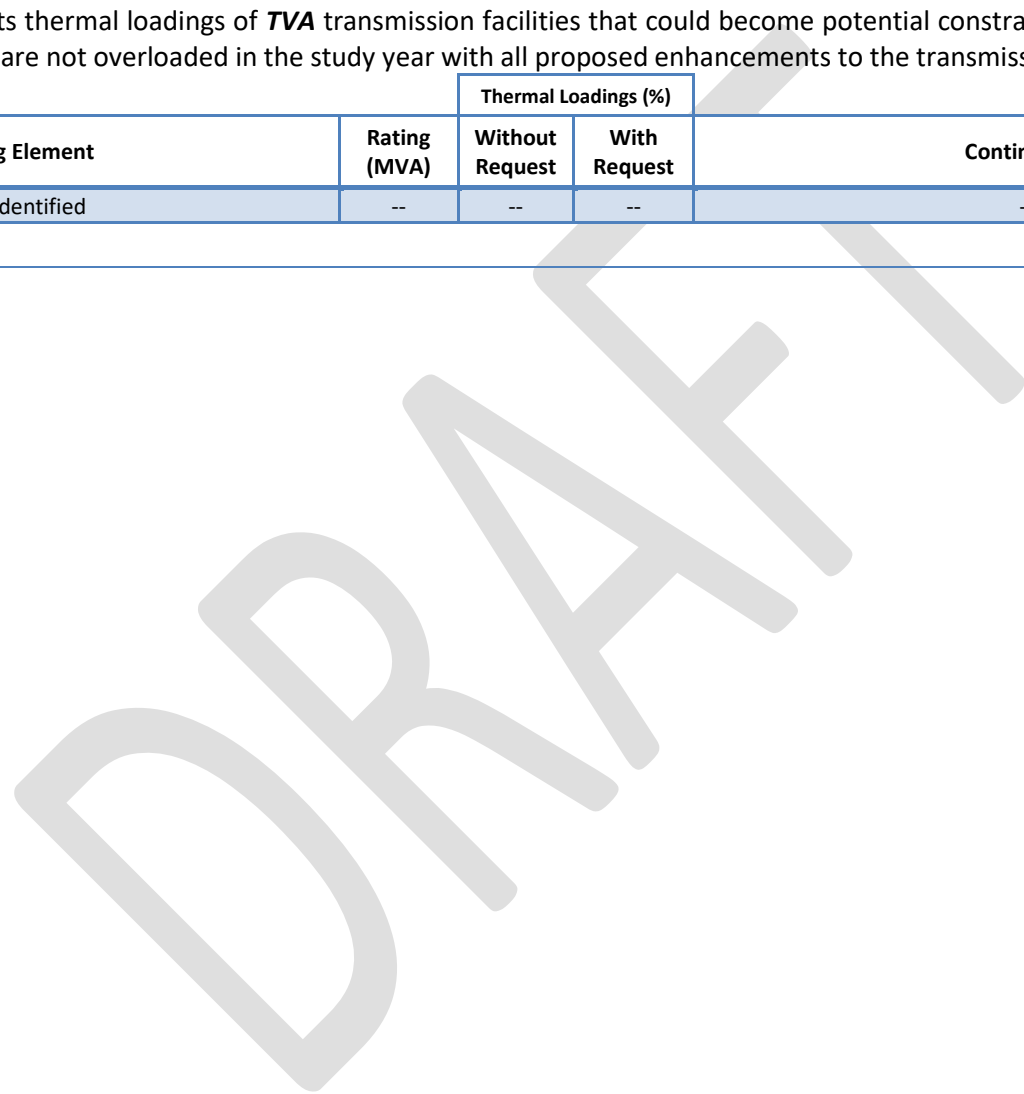 ts thermal loadings of TVA transmission facilities that could become potential constra
are not overloaded in the study year with all proposed enhancements to the transmiss
Thermal Loadings (%)
g Element Rating (MVA) Without Request With Request Contin
dentified -- -- -- -
DRAFT